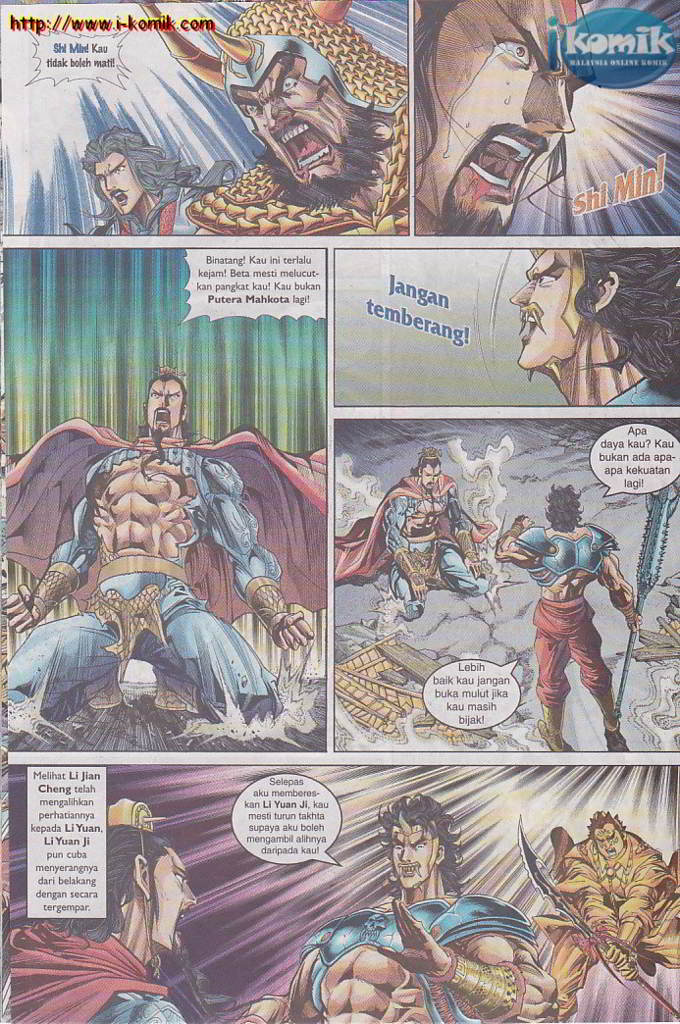 http://www.i-komik.com
ikomik
MALAYSIA ONLINE KOMIK
Shi Min! Kau
tidak boleh mati!
Shi Min!
Binatang! Kau ini terlalu
kejam! Beta mesti melucut-
kan pangkat kau! Kau bukan
Putera Mahkota lagi!
Jangan
temberang!
Apa
daya kau? Kau
bukan ada apa-
apa kekuatan
lagi!
Lebih
baik kau jangan
buka mulut jika
kau masih
bijak!
Melihat Li Jian
Cheng telah
mengalihkan
perhatiannya
kepada Li Yuan,
Li Yuan Ji
pun cuba
menyerangnya
dari belakang
dengan secara
tergempar.
Selepas
aku memberes-
kan Li Yuan Ji, kau
mesti turun takhta
supaya aku boleh
mengambil alihnya
daripada kau!